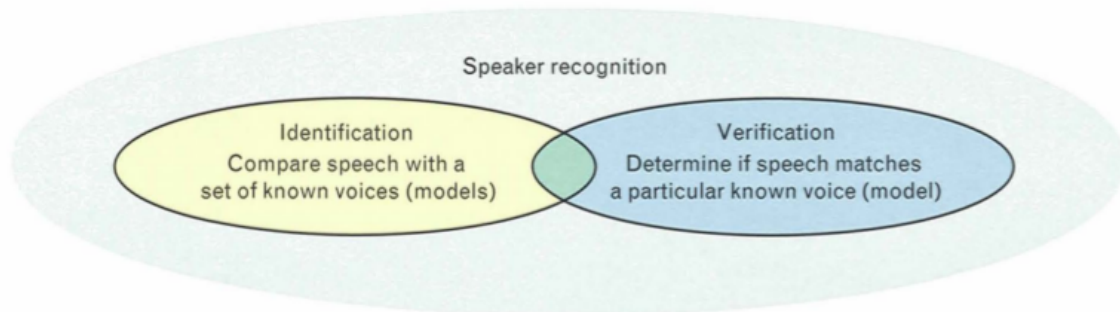 Speaker recognition
Identification
Compare speech with a
set of known voices (models)
Verification
Determine if speech matches
a particular known voice (model)